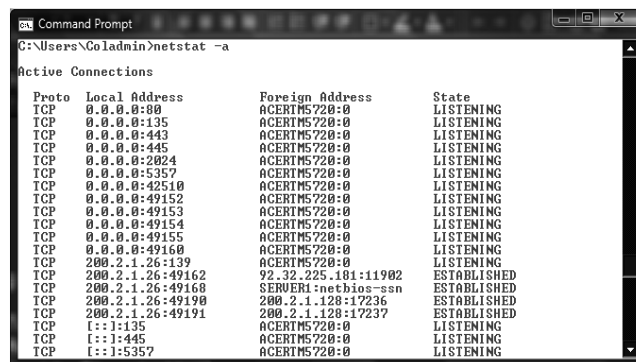 Command Prompt
C:\Users\Coladmin>netstat -a
Active Connections
Proto Local Address Foreign Address State
TCP 0.0.0.0:80 ACERTM5720:0 LISTENING
TCP 0.0.0.0:135 ACERTM5720:0 LISTENING
TCP 0.0.0.0:443 ACERTM5720:0 LISTENING
TCP 0.0.0.0:445 ACERTM5720:0 LISTENING
TCP 0.0.0.0:2024 ACERTM5720:0 LISTENING
TCP 0.0.0.0:5357 ACERTM5720:0 LISTENING
TCP 0.0.0.0:42510 ACERTM5720:0 LISTENING
TCP 0.0.0.0:49152 ACERTM5720:0 LISTENING
TCP 0.0.0.0:49153 ACERTM5720:0 LISTENING
TCP 0.0.0.0:49154 ACERTM5720:0 LISTENING
TCP 0.0.0.0:49155 ACERTM5720:0 LISTENING
TCP 0.0.0.0:49160 ACERTM5720:0 LISTENING
TCP 200.2.1.26:139 ACERTM5720:0 LISTENING
TCP 200.2.1.26:49162 92.32.225.181:11902 ESTABLISHED
TCP 200.2.1.26:49168 SERVER1:netbios-ssn ESTABLISHED
TCP 200.2.1.26:49190 200.2.1.128:17236 ESTABLISHED
TCP 200.2.1.26:49191 200.2.1.128:17237 ESTABLISHED
TCP [::]:135 ACERTM5720:0 LISTENING
TCP [::]:445 ACERTM5720:0 LISTENING
TCP [::]:5357 ACERTM5720:0 LISTENING